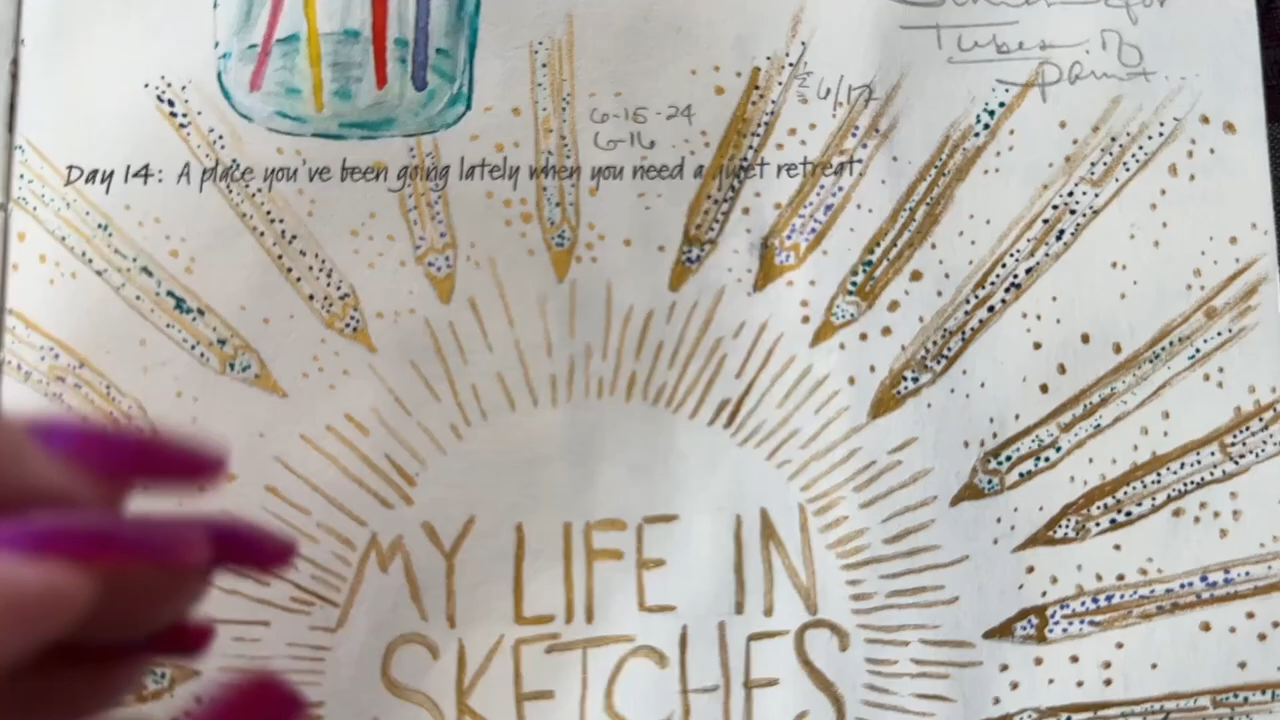 for
Tubes of
paint...
6/17
6-15-24
6-16
Day 14: A place you've been going lately when you need a quiet retreat.
MY LIFE IN
SKETCHES